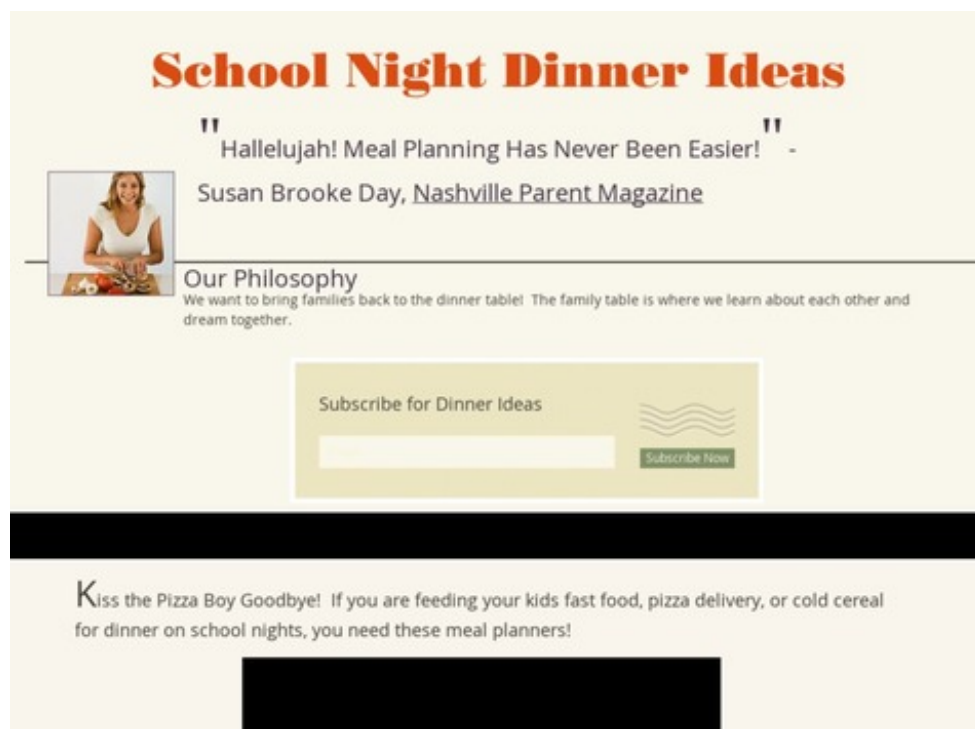 School Night Dinner Ideas
"Hallelujah! Meal Planning Has Never Been Easier!" -
Susan Brooke Day, Nashville Parent Magazine
Our Philosophy
We want to bring families back to the dinner table!  The family table is where we learn about each other and
dream together.
Subscribe for Dinner Ideas
Subscribe Now
Kiss the Pizza Boy Goodbye!  If you are feeding your kids fast food, pizza delivery, or cold cereal
for dinner on school nights, you need these meal planners!